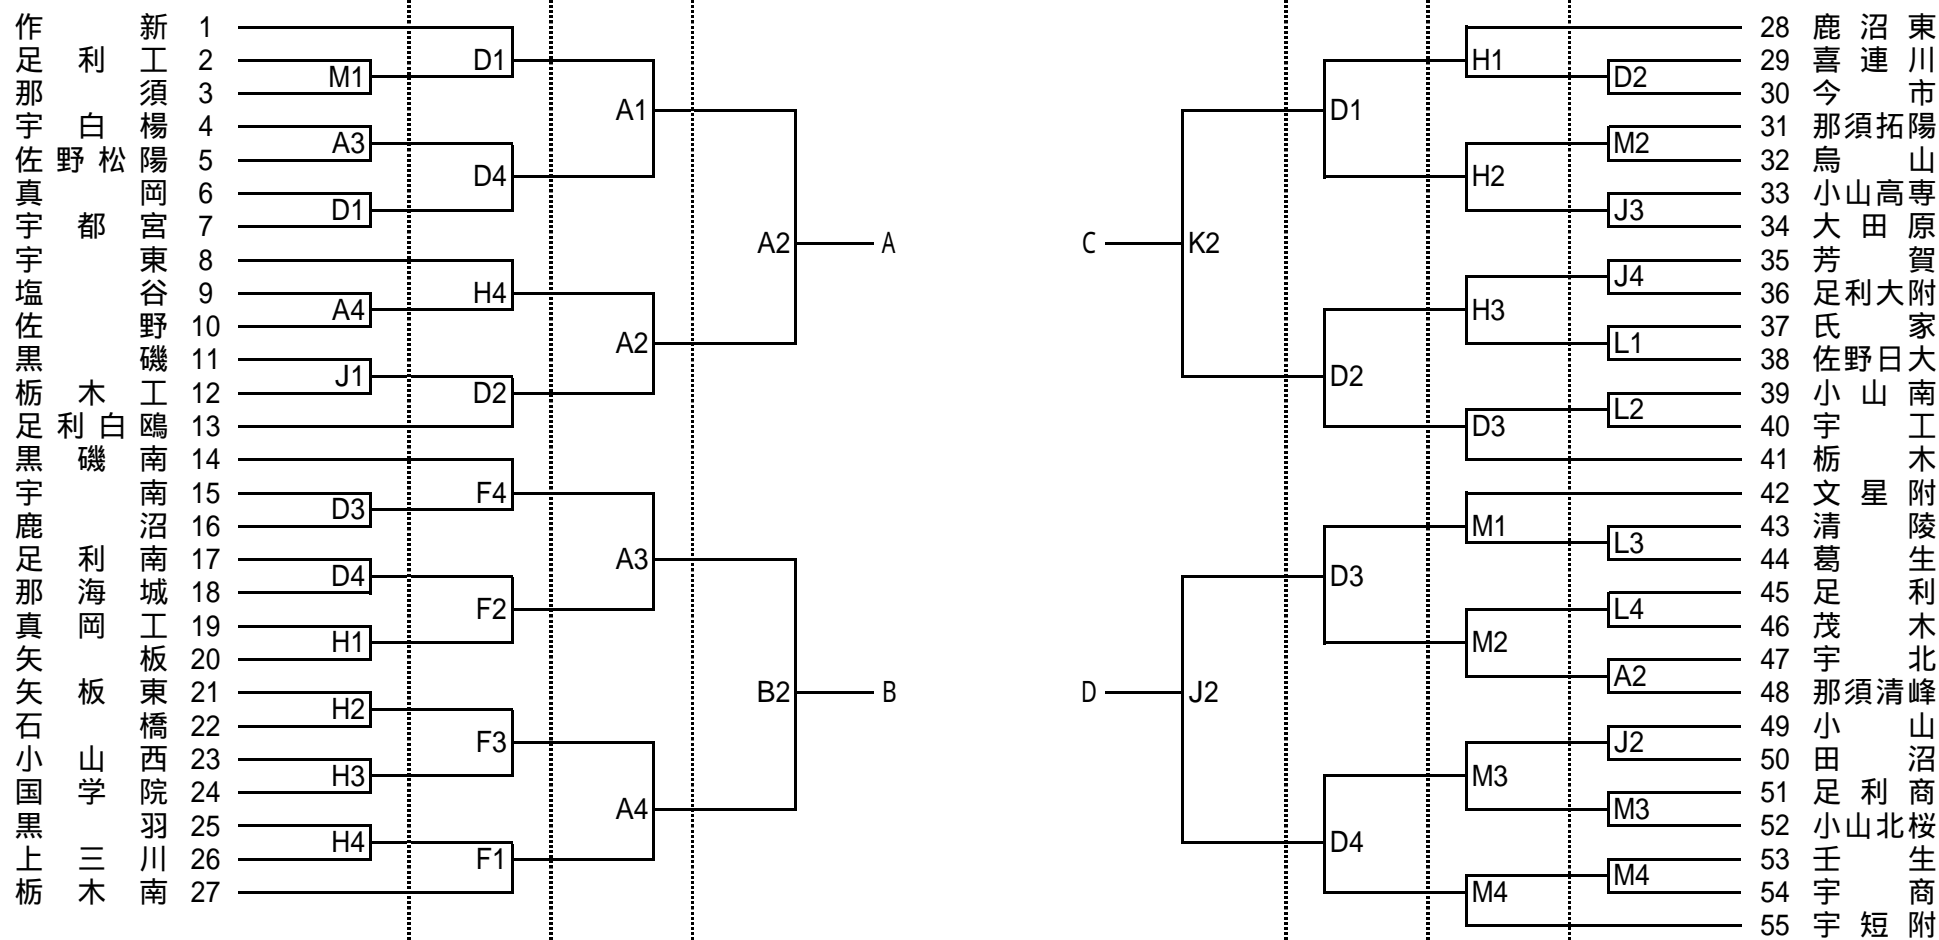 作新 1
足利工 2
那須 3
宇白楊 4
佐野松陽 5
真岡 6
宇都宮 7
宇東 8
塩谷 9
佐野 10
黒磯 11
栃木工 12
足利白鴎 13
黒磯南 14
宇南 15
鹿沼 16
足利南 17
那海城 18
真岡工 19
矢板 20
矢板東 21
石橋 22
小山西 23
国学院 24
黒羽 25
上三川 26
栃木南 27
M1
A3
D1
A4
J1
D3
D4
H1
H2
H3
H4
D1
D4
H4
D2
F4
F2
F3
F1
A1
A2
A3
A4
A2
B2
A
B
C
D
K2
J2
D1
D2
D3
D4
H1
H2
H3
D3
M1
M2
M3
M4
D2
M2
J3
J4
L1
L2
L3
L4
A2
J2
M3
M4
28 鹿沼東
29 喜連川
30 今市
31 那須拓陽
32 烏山
33 小山高専
34 大田原
35 芳賀
36 足利大附
37 氏家
38 佐野日大
39 小山南
40 宇工
41 栃木
42 文星附
43 清陵
44 葛生
45 足利
46 茂木
47 宇北
48 那須清峰
49 小山
50 田沼
51 足利商
52 小山北桜
53 壬生
54 宇商
55 宇短附